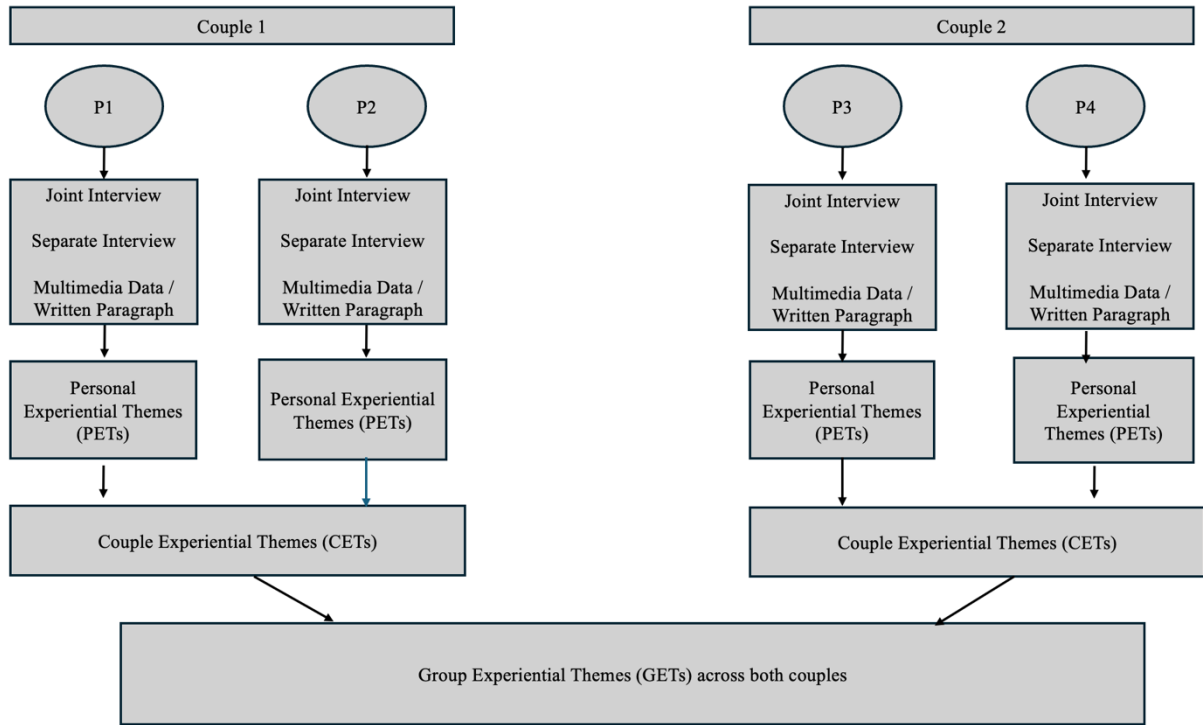 Couple 1
Couple 2
P1
P2
P3
P4
Joint Interview
Separate Interview
Multimedia Data /
Written Paragraph
Joint Interview
Separate Interview
Multimedia Data /
Written Paragraph
Joint Interview
Separate Interview
Multimedia Data /
Written Paragraph
Joint Interview
Separate Interview
Multimedia Data /
Written Paragraph
Personal
Experiential Themes
(PETs)
Personal Experiential
Themes (PETs)
Personal
Experiential Themes
(PETs)
Personal
Experiential
Themes (PETs)
Couple Experiential Themes (CETs)
Couple Experiential Themes (CETs)
Group Experiential Themes (GETs) across both couples